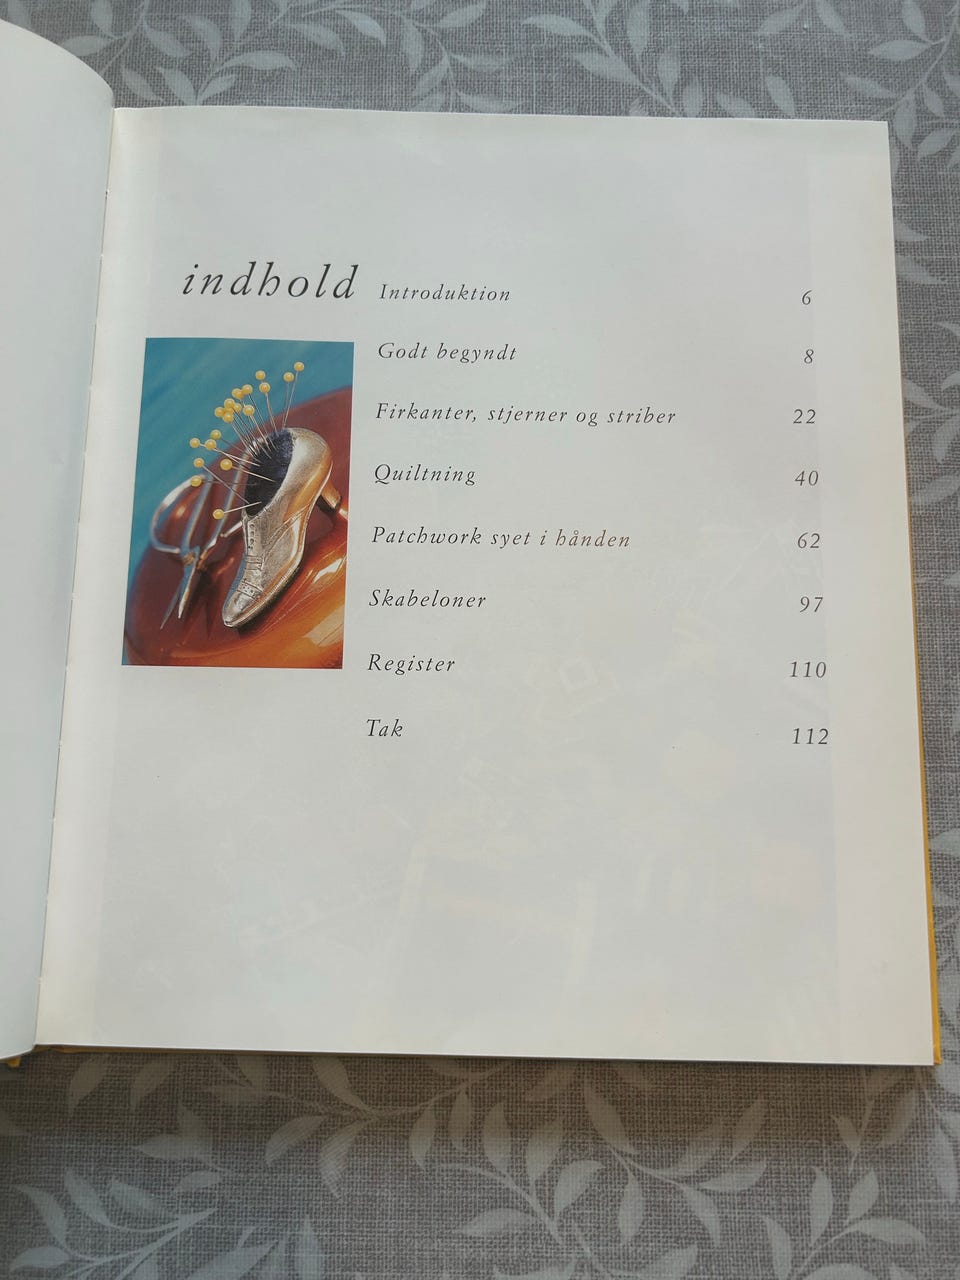 indhold
Introduktion 6
Godt begyndt 8
Firkanter, stjerner og striber 22
Quiltning 40
Patchwork syet i hånden 62
Skabeloner 97
Register 110
Tak 112